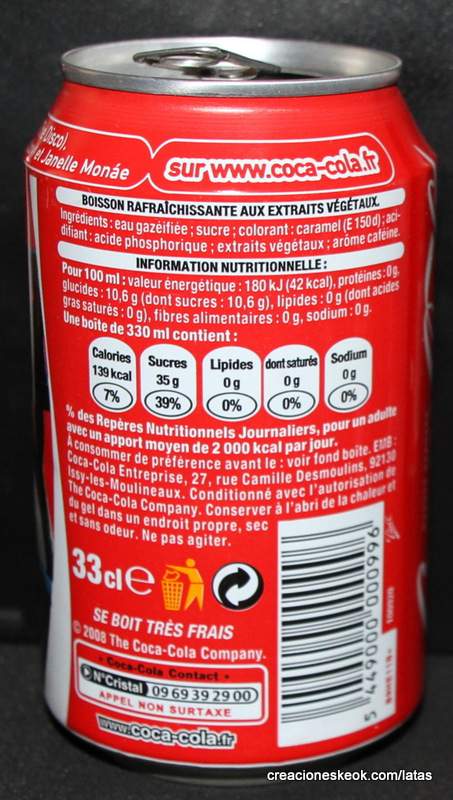 Disco).
et Janelle Monáe
sur www.coca-cola.fr
BOISSON RAFRAÎCHISSANTE AUX EXTRAITS VÉGÉTAUX.
Ingrédients : eau gazéifiée ; sucre ; colorant : caramel (E 150d) ; aci-
difiant : acide phosphorique ; extraits végétaux ; arôme caféine.
INFORMATION NUTRITIONNELLE :
Pour 100 ml : valeur énergétique : 180 kJ (42 kcal), protéines : 0 g,
glucides : 10,6 g (dont sucres : 10,6 g), lipides : 0 g (dont acides
gras saturés : 0 g), fibres alimentaires : 0 g, sodium : 0 g.
Une boîte de 330 ml contient :
Calories Sucres Lipides dont saturés Sodium
139 kcal 35 g 0 g 0 g 0 g
7% 39% 0% 0% 0%
% des Repères Nutritionnels Journaliers, pour un adulte
avec un apport moyen de 2 000 kcal par jour.
À consommer de préférence avant le : voir fond boîte. EMB :
Coca-Cola Entreprise, 27, rue Camille Desmoulins, 92130
Issy-les-Moulineaux. Conditionné avec l'autorisation de
The Coca-Cola Company. Conserver à l'abri de la chaleur et
du gel dans un endroit propre, sec
et sans odeur. Ne pas agiter.
33cl e
SE BOIT TRÈS FRAIS
© 2008 The Coca-Cola Company.
• Coca-Cola Contact •
N°Cristal 09 69 39 29 00
APPEL NON SURTAXE
www.coca-cola.fr
5 449000 000996
creacioneskeok.com/latas